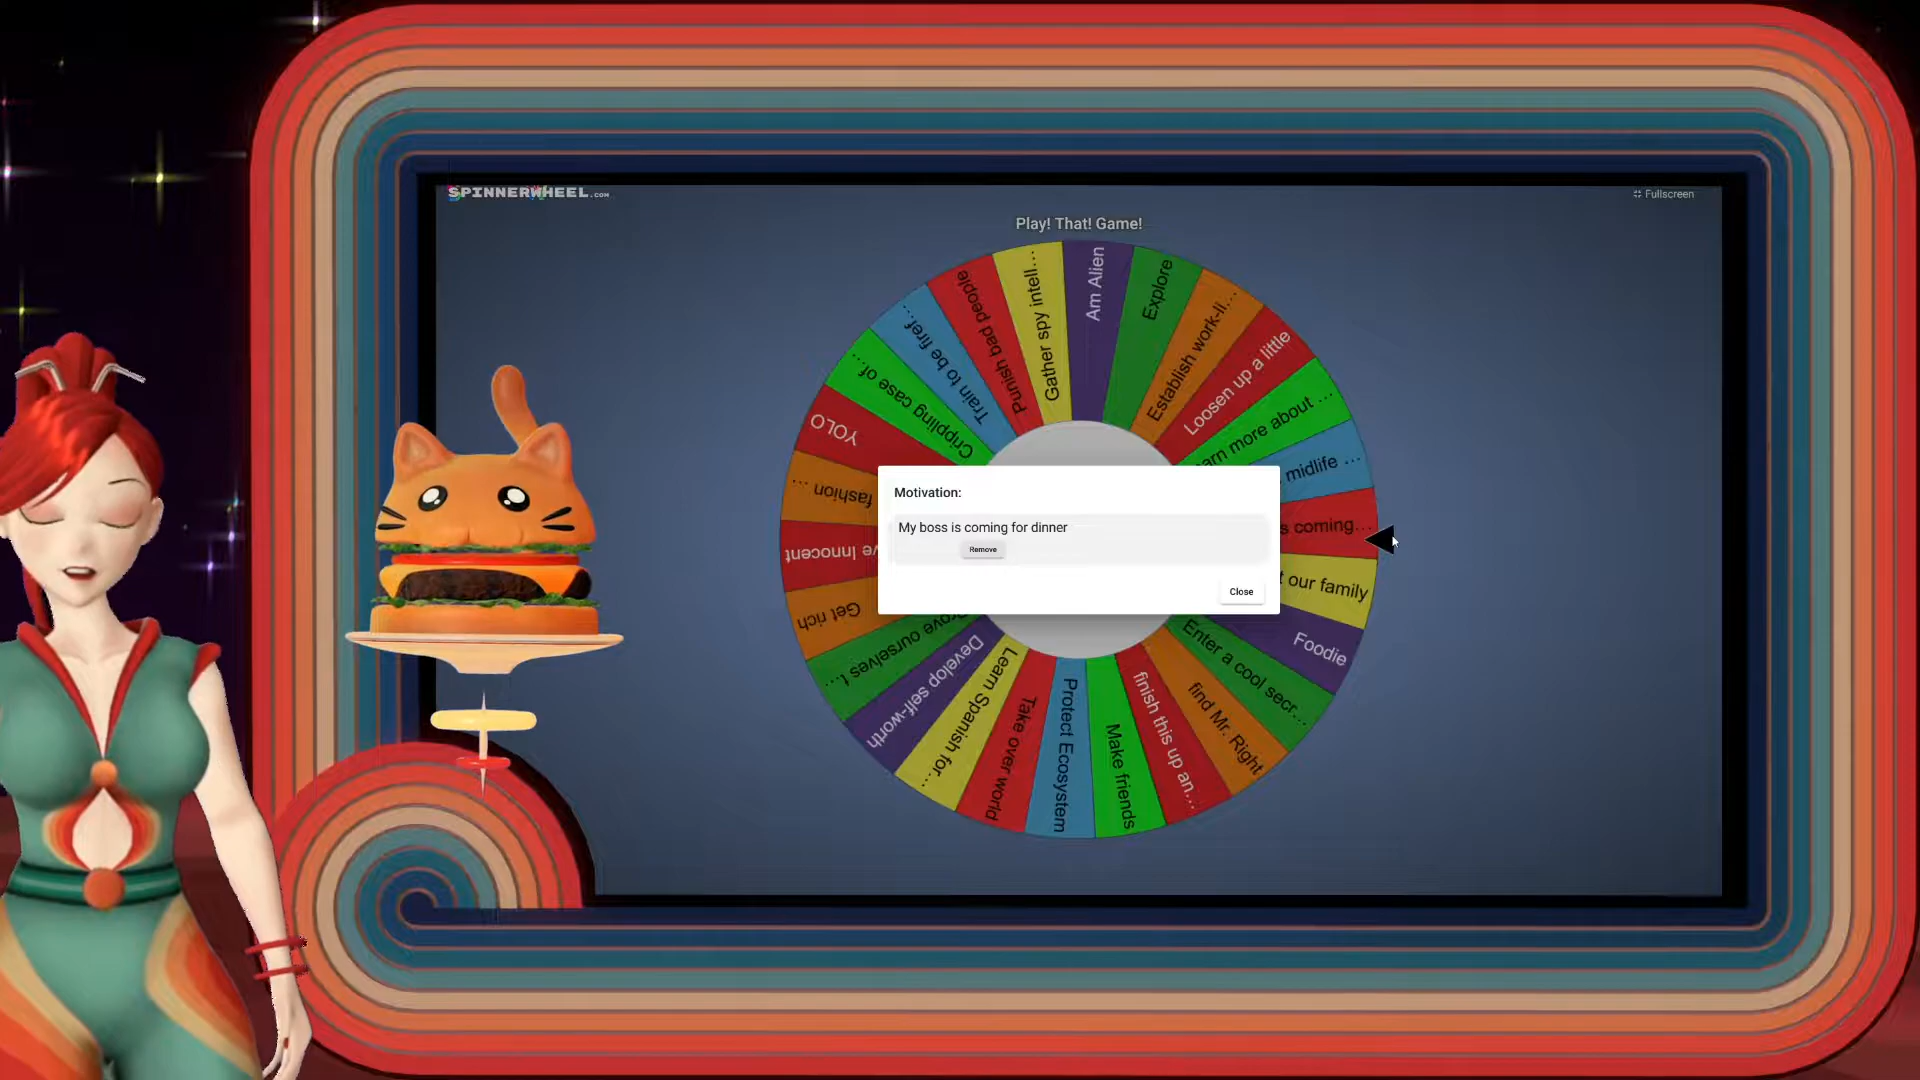 SPINNERWHEEL.COM
Fullscreen
Play! That! Game!
Am Alien
Explore
Establish work-li...
Loosen up a little
arn more about ...
midlife ...
s coming...
t our family
Foodie
Enter a cool secr...
find Mr. Right
finish this up an...
Make friends
Protect Ecosystem
Take over world
Learn Spanish for...
Develop self-worth
rove ourselves t...
Get rich
ve Innocent
fashion ...
YOLO
Crippling case of...
Train to be firef...
Punish bad people
Gather spy intell...
Motivation:
My boss is coming for dinner
Remove
Close